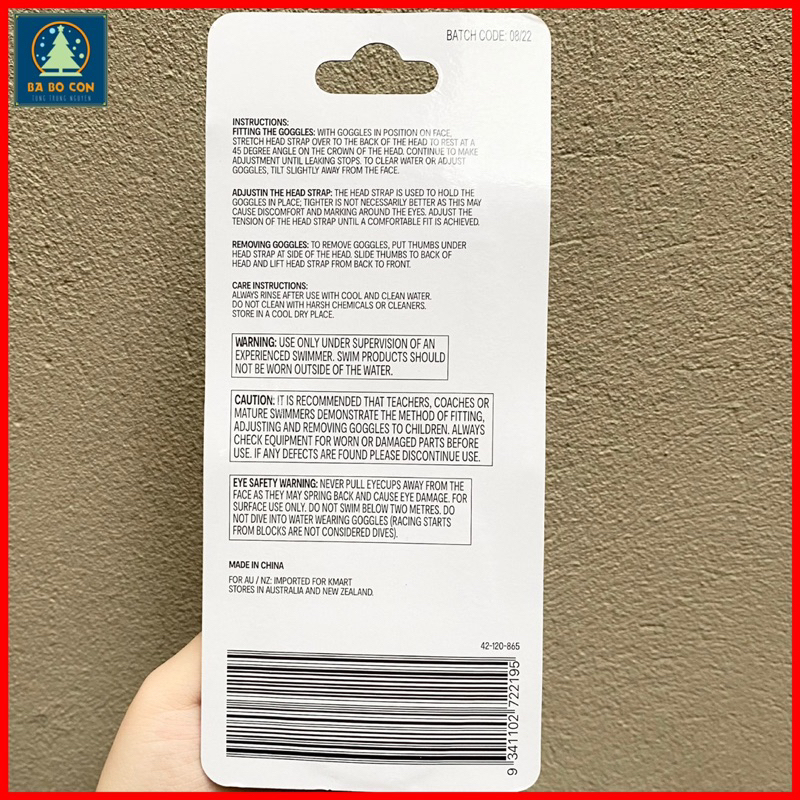 BA BO CON
TUNG TRUNG NGUYEN
BATCH CODE: 08/22
INSTRUCTIONS:
FITTING THE GOGGLES: WITH GOGGLES IN POSITION ON FACE,
STRETCH HEAD STRAP OVER TO THE BACK OF THE HEAD TO REST AT A
45 DEGREE ANGLE ON THE CROWN OF THE HEAD. CONTINUE TO MAKE
ADJUSTMENT UNTIL LEAKING STOPS. TO CLEAR WATER OR ADJUST
GOGGLES, TILT SLIGHTLY AWAY FROM THE FACE.
ADJUSTIN THE HEAD STRAP: THE HEAD STRAP IS USED TO HOLD THE
GOGGLES IN PLACE; TIGHTER IS NOT NECESSARILY BETTER AS THIS MAY
CAUSE DISCOMFORT AND MARKING AROUND THE EYES. ADJUST THE
TENSION OF THE HEAD STRAP UNTIL A COMFORTABLE FIT IS ACHIEVED.
REMOVING GOGGLES: TO REMOVE GOGGLES, PUT THUMBS UNDER
HEAD STRAP AT SIDE OF THE HEAD. SLIDE THUMBS TO BACK OF
HEAD AND LIFT HEAD STRAP FROM BACK TO FRONT.
CARE INSTRUCTIONS:
ALWAYS RINSE AFTER USE WITH COOL AND CLEAN WATER.
DO NOT CLEAN WITH HARSH CHEMICALS OR CLEANERS.
STORE IN A COOL DRY PLACE.
WARNING: USE ONLY UNDER SUPERVISION OF AN
EXPERIENCED SWIMMER. SWIM PRODUCTS SHOULD
NOT BE WORN OUTSIDE OF THE WATER.
CAUTION: IT IS RECOMMENDED THAT TEACHERS, COACHES OR
MATURE SWIMMERS DEMONSTRATE THE METHOD OF FITTING,
ADJUSTING AND REMOVING GOGGLES TO CHILDREN. ALWAYS
CHECK EQUIPMENT FOR WORN OR DAMAGED PARTS BEFORE
USE. IF ANY DEFECTS ARE FOUND PLEASE DISCONTINUE USE.
EYE SAFETY WARNING: NEVER PULL EYECUPS AWAY FROM THE
FACE AS THEY MAY SPRING BACK AND CAUSE EYE DAMAGE. FOR
SURFACE USE ONLY. DO NOT SWIM BELOW TWO METRES. DO
NOT DIVE INTO WATER WEARING GOGGLES (RACING STARTS
FROM BLOCKS ARE NOT CONSIDERED DIVES).
MADE IN CHINA
FOR AU / NZ: IMPORTED FOR KMART
STORES IN AUSTRALIA AND NEW ZEALAND.
42-120-865
9 341102 722195